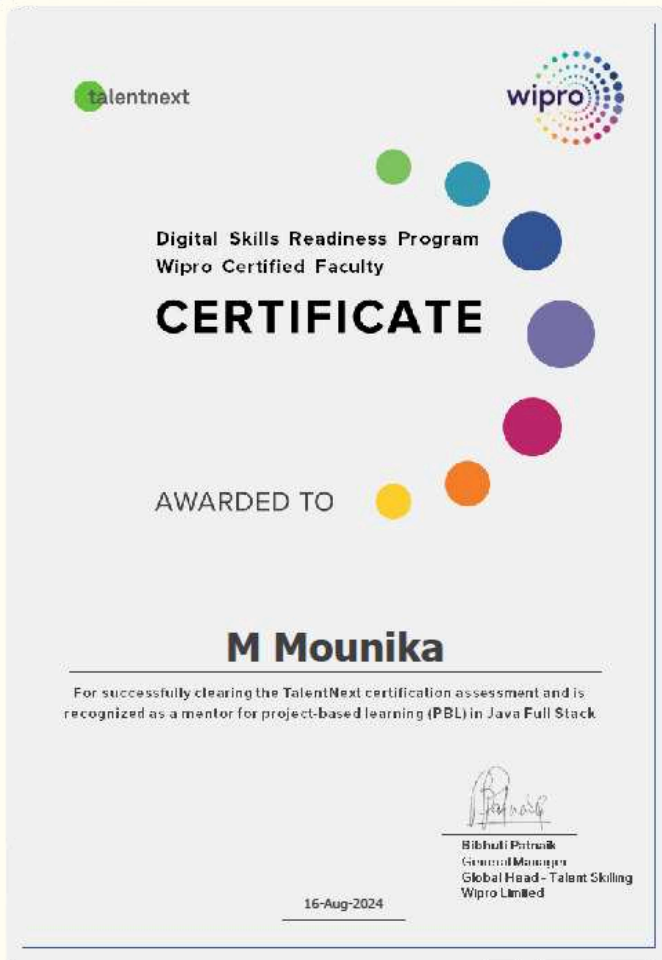 talentnext
wipro
Digital Skills Readiness Program
Wipro Certified Faculty
CERTIFICATE
AWARDED TO
M Mounika
For successfully clearing the TalentNext certification assessment and is
recognized as a mentor for project-based learning (PBL) in Java Full Stack
Bibhuti Patnaik
General Manager
Global Head - Talent Skilling
Wipro Limited
16-Aug-2024